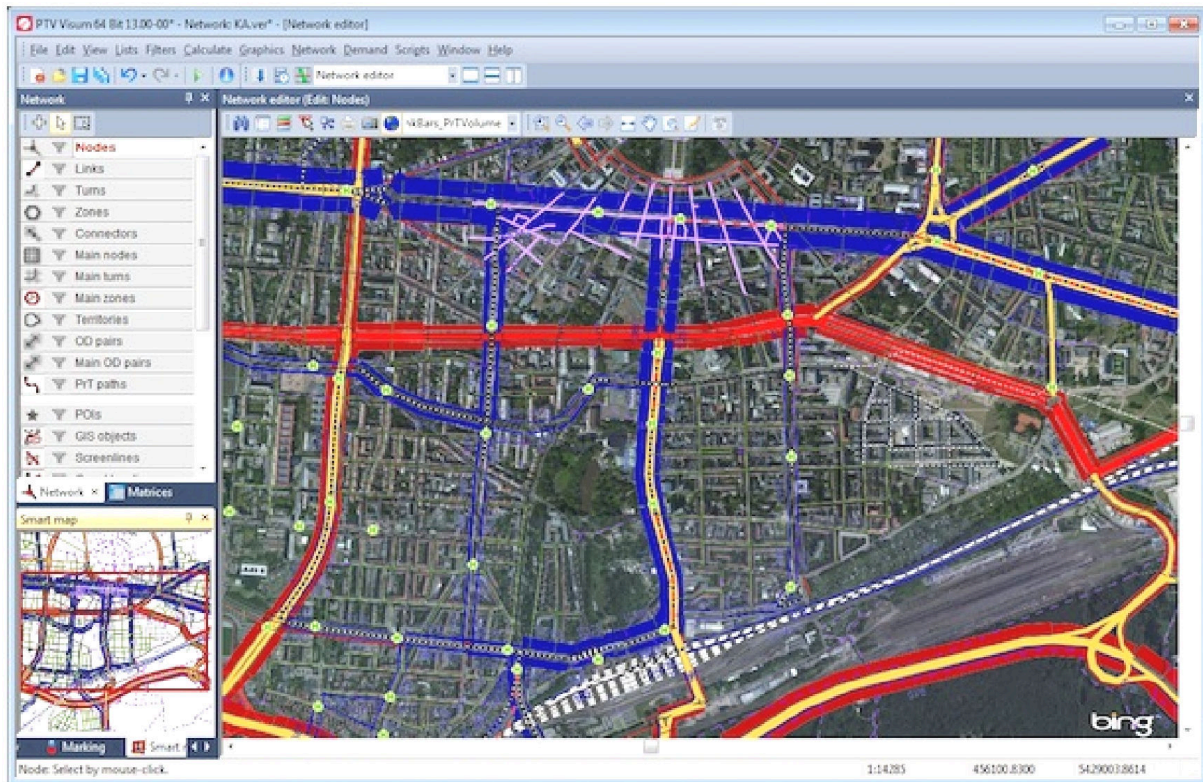 PTV Visum 64 Bit 13.00-00* - Network: KA.ver* - [Network editor]
File Edit View Lists Filters Calculate Graphics Network Demand Scripts Window Help
Network editor
Network
Network editor (Edit: Nodes)
nkBars_PrTVolume
Nodes
Links
Turns
Zones
Connectors
Main nodes
Main turns
Main zones
Territories
OD pairs
Main OD pairs
PrT paths
POIs
GIS objects
Screenlines
Network
Matrices
Smart map
bing
Marking
Smart
Node: Select by mouse-click.
1:14285
456100.8300
5429003.8614